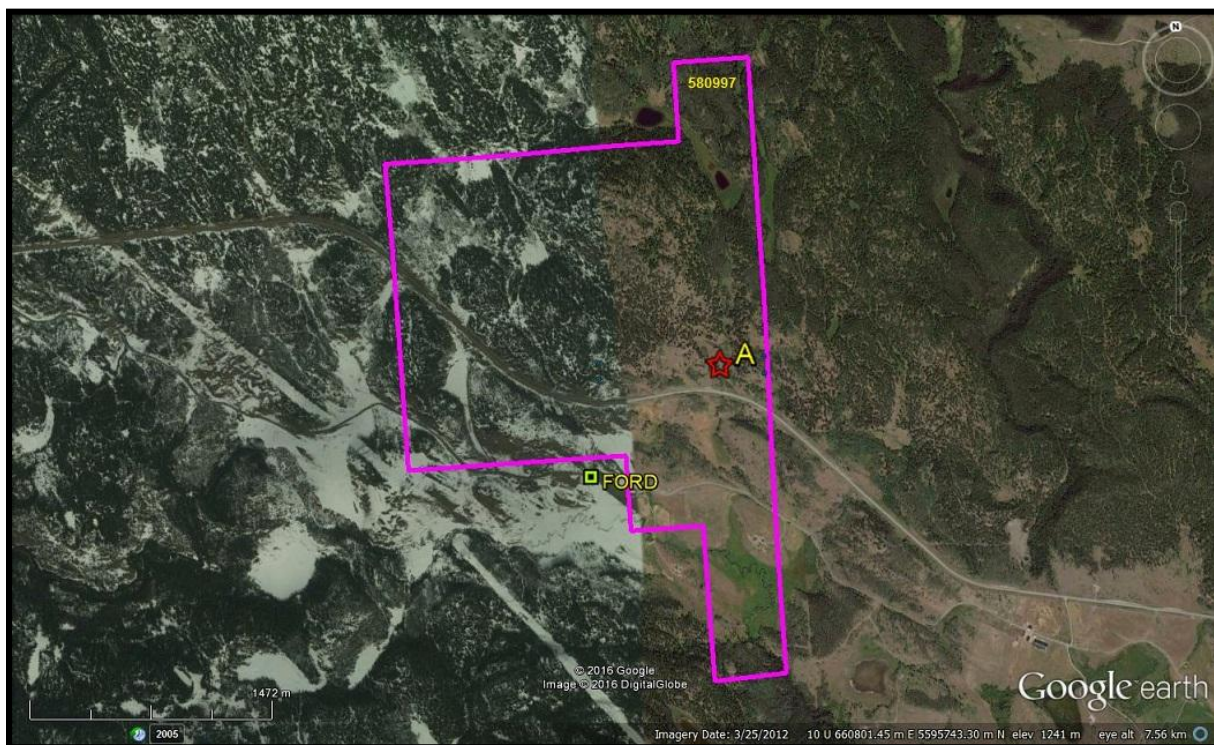 N
580997
A
FORD
© 2016 Google
Image © 2016 DigitalGlobe
1472 m
Google earth
2005
Imagery Date: 3/25/2012 10 U 660801.45 m E 5595743.30 m N elev 1241 m eye alt 7.56 km